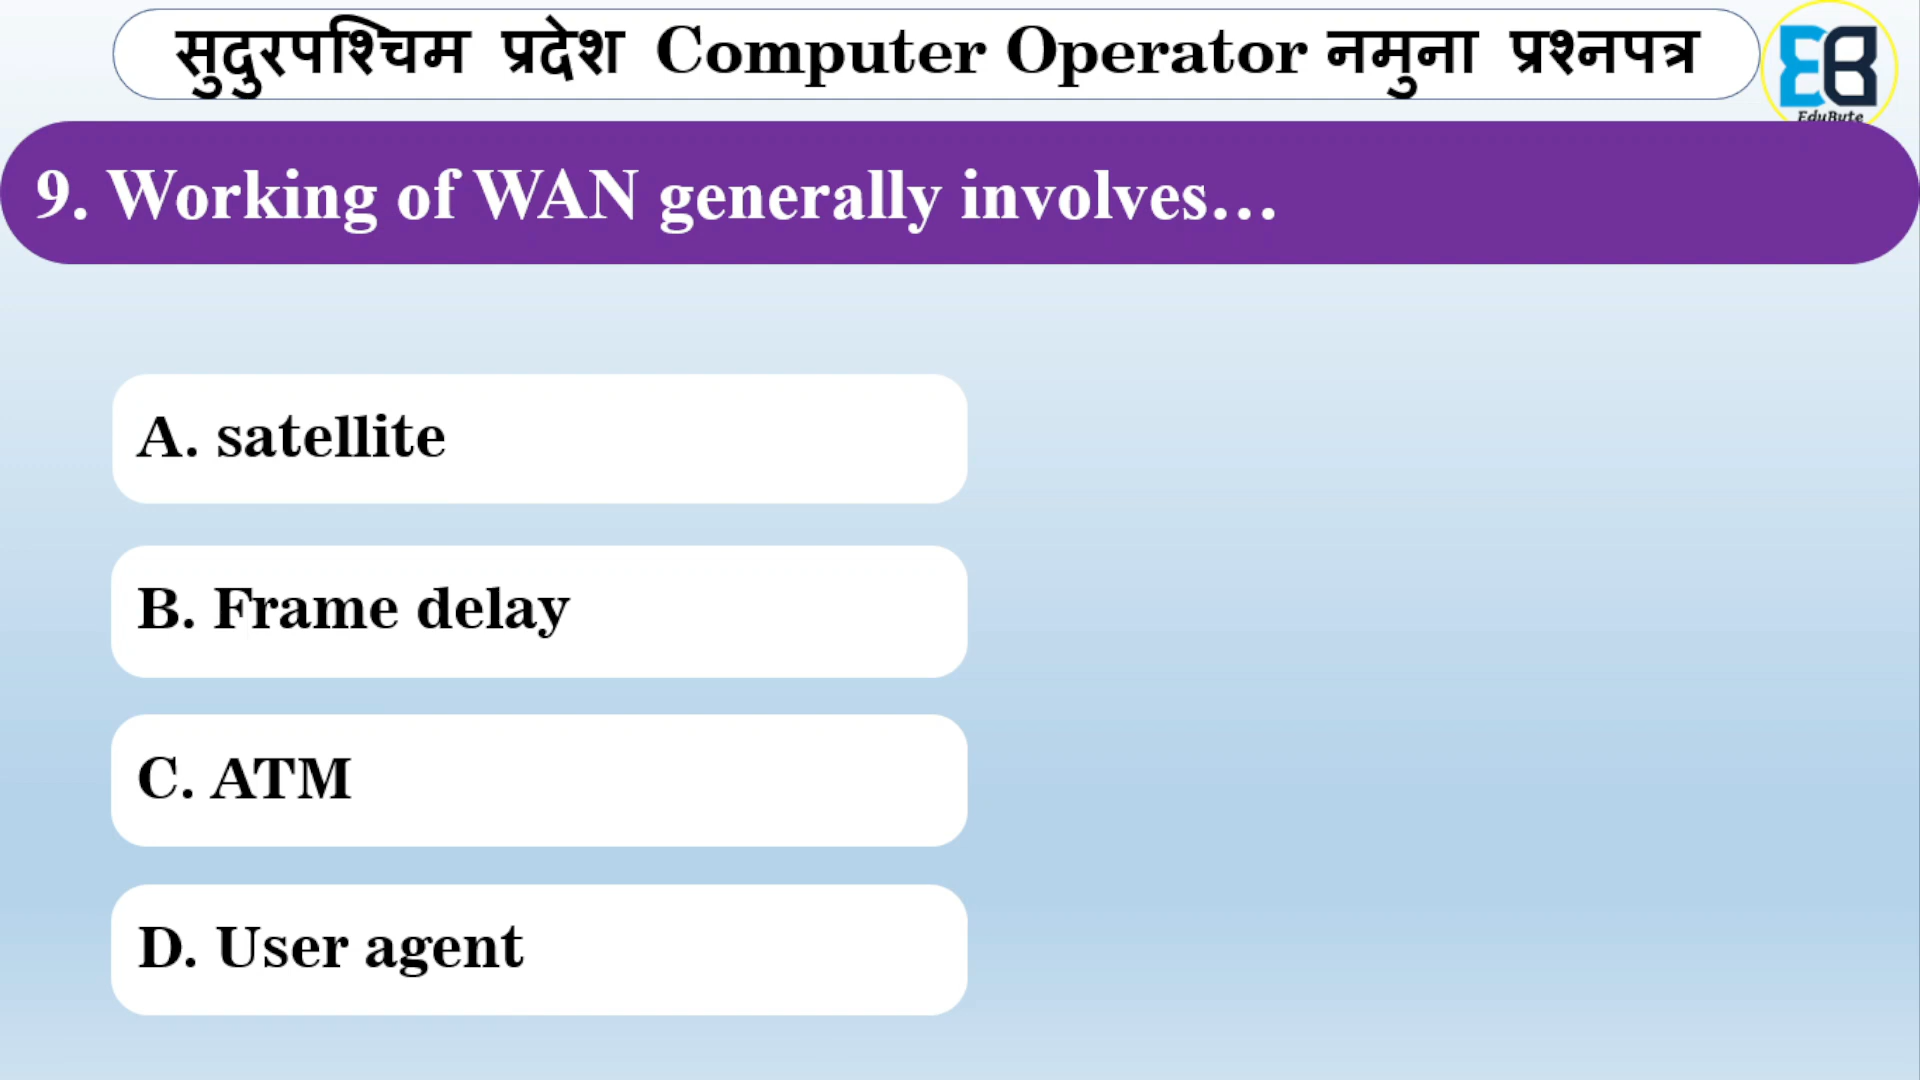 सुदुरपश्चिम प्रदेश Computer Operator नमुना प्रश्नपत्र
EduByte
9. Working of WAN generally involves…
A. satellite
B. Frame delay
C. ATM
D. User agent